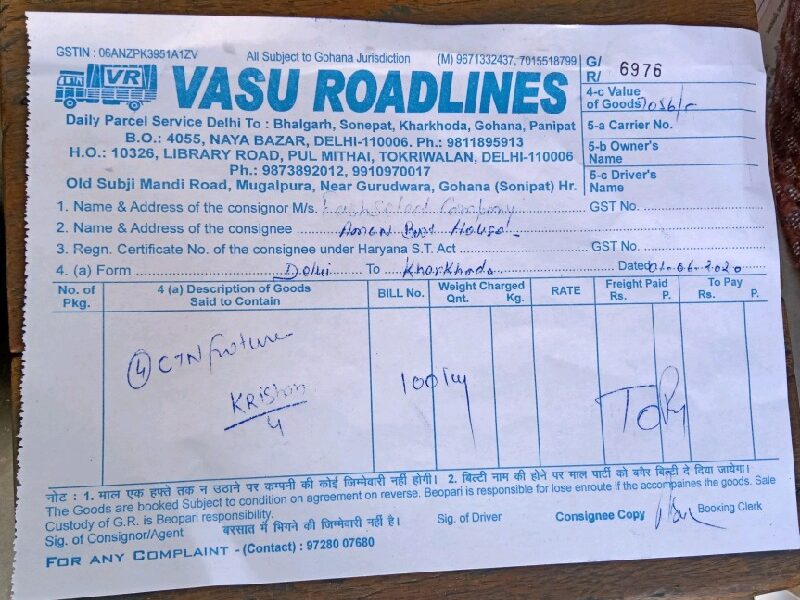 GSTIN : 06ANZPK3951A1ZV All Subject to Gohana Jurisdiction (M) 9671332437, 7015518799
G/R/ 6976
VR VASU ROADLINES
4-c Value of Goods
Daily Parcel Service Delhi To : Bhalgarh, Sonepat, Kharkhoda, Gohana, Panipat
5-a Carrier No.
B.O.: 4055, NAYA BAZAR, DELHI-110006. Ph.: 9811895913
5-b Owner's Name
H.O.: 10326, LIBRARY ROAD, PUL MITHAI, TOKRIWALAN, DELHI-110006
Ph.: 9873892012, 9910970017
5-c Driver's Name
Old Subji Mandi Road, Mugalpura, Near Gurudwara, Gohana (Sonipat) Hr.
1. Name & Address of the consignor M/s. Company GST No.
2. Name & Address of the consignee House
3. Regn. Certificate No. of the consignee under Haryana S.T. Act GST No.
4. (a) Form Delhi To Kharkhoda Dated 01.06.2020
No. of Pkg. 4 (a) Description of Goods Said to Contain BILL No. Weight Charged Qnt. Kg. RATE Freight Paid Rs. P. To Pay Rs. P.
4 CTN
100 Kg
KRishan
4
नोट : 1. माल एक हफ्ते तक न उठाने पर कम्पनी की कोई जिम्मेवारी नहीं होगी। 2. बिल्टी नाम की होने पर माल पार्टी को बगैर बिल्टी दे दिया जायेगा।
The Goods are booked Subject to condition on agreement on reverse. Beopari is responsible for lose enroute if the accompaines the goods. Sale
Custody of G.R. is Beopari responsibility. बरसात में भिगने की जिम्मेवारी नहीं है।
Sig. of Consignor/Agent Sig. of Driver Consignee Copy Booking Clerk
FOR ANY COMPLAINT - (Contact) : 97280 07680